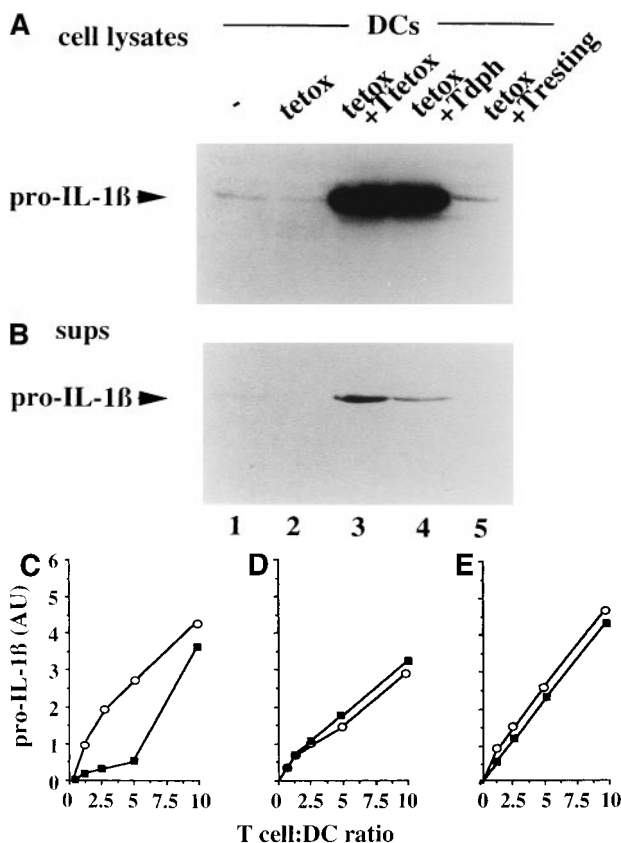 A
cell lysates
DCs
-
tetox
tetox +Ttetox
tetox +Tdph
tetox +Tresting
pro-IL-1ß
B
sups
pro-IL-1ß
1 2 3 4 5
C D E
pro-IL-1ß (AU)
6
5
4
3
2
1
0
0 2.5 5 7.5 10
0 2.5 5 7.5 10
0 2.5 5 7.5 10
T cell:DC ratio